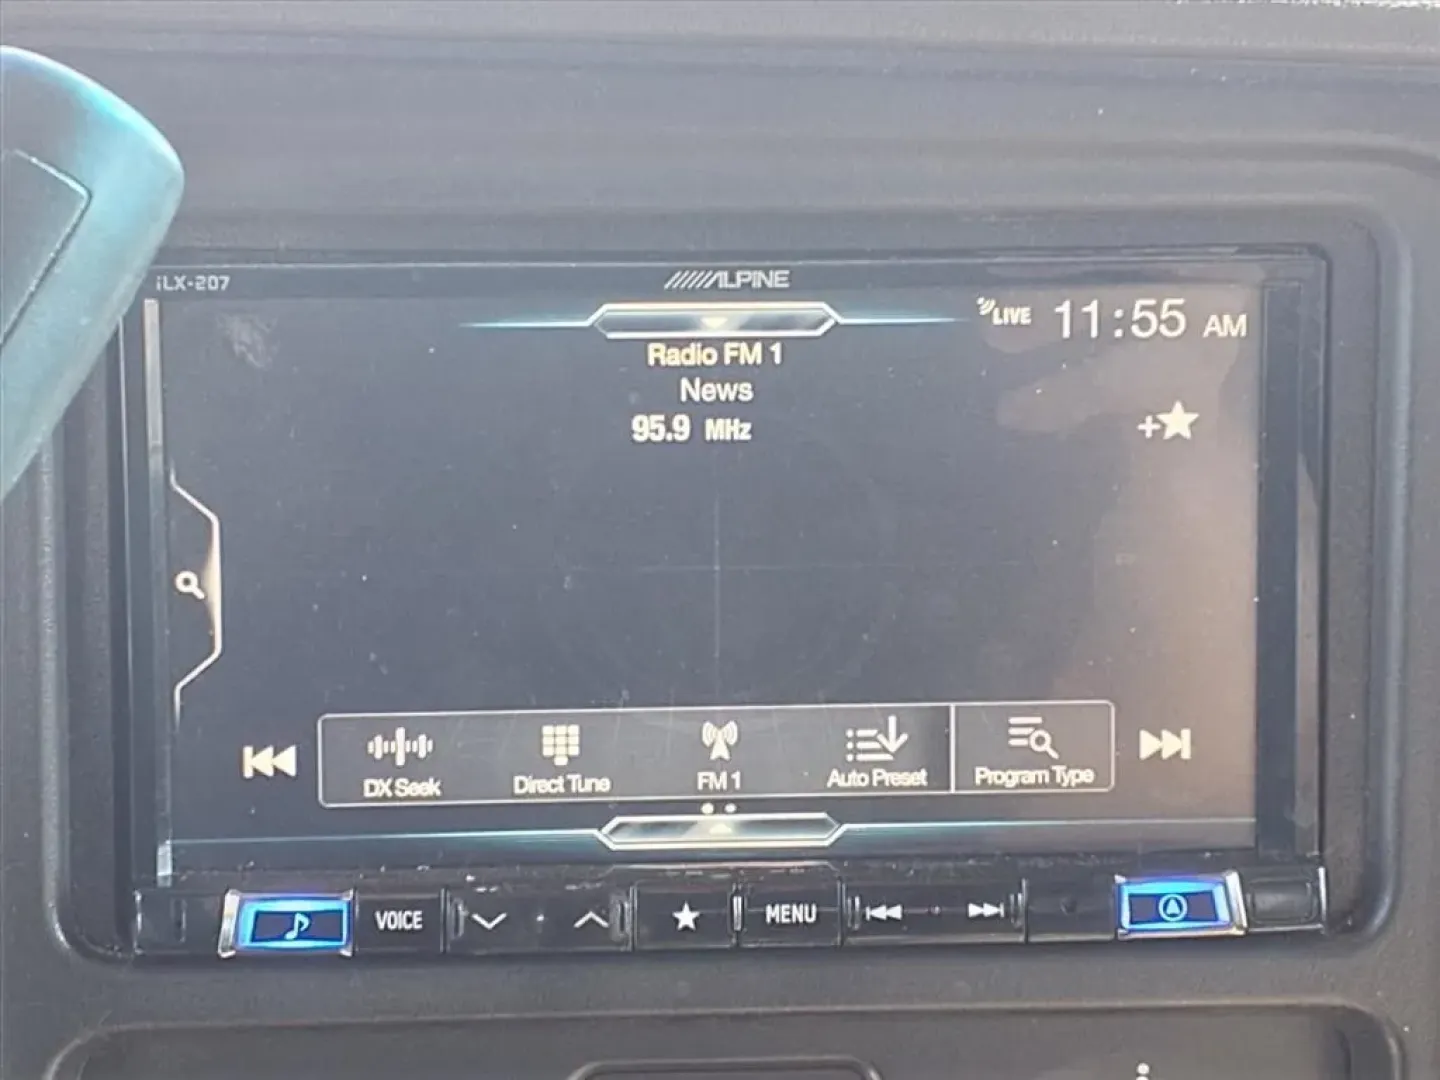 iLX-207
ALPINE
LIVE 11:55 AM
Radio FM 1
News
95.9 MHz
+
DX Seek Direct Tune FM 1 Auto Preset Program Type
VOICE MENU